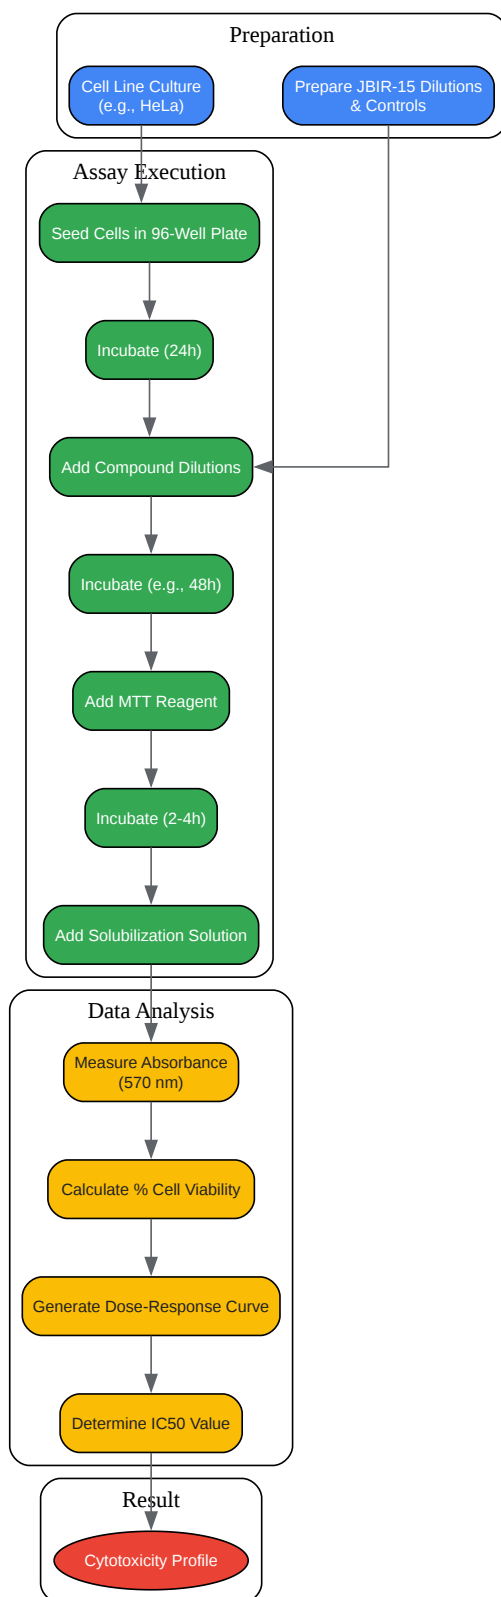 Preparation
Cell Line Culture
(e.g., HeLa)
Prepare JBIR-15 Dilutions
& Controls
Assay Execution
Seed Cells in 96-Well Plate
Incubate (24h)
Add Compound Dilutions
Incubate (e.g., 48h)
Add MTT Reagent
Incubate (2-4h)
Add Solubilization Solution
Data Analysis
Measure Absorbance
(570 nm)
Calculate % Cell Viability
Generate Dose-Response Curve
Determine IC50 Value
Result
Cytotoxicity Profile